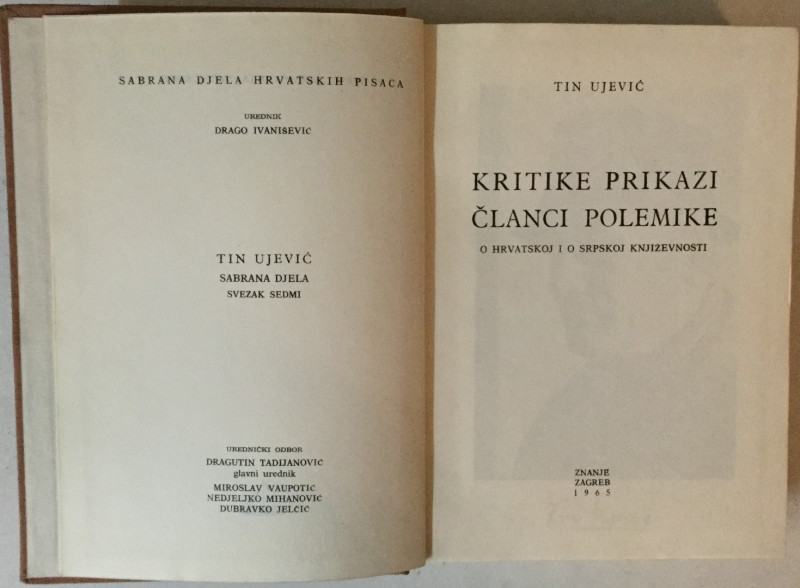 SABRANA DJELA HRVATSKIH PISACA
UREDNIK
DRAGO IVANIŠEVIĆ
TIN UJEVIĆ
SABRANA DJELA
SVEZAK SEDMI
UREDNIČKI ODBOR
DRAGUTIN TADIJANOVIĆ
glavni urednik
MIROSLAV VAUPOTIĆ
NEDJELJKO MIHANOVIĆ
DUBRAVKO JELČIĆ
TIN UJEVIĆ
KRITIKE PRIKAZI
ČLANCI POLEMIKE
O HRVATSKOJ I O SRPSKOJ KNJIŽEVNOSTI
ZNANJE
ZAGREB
1965